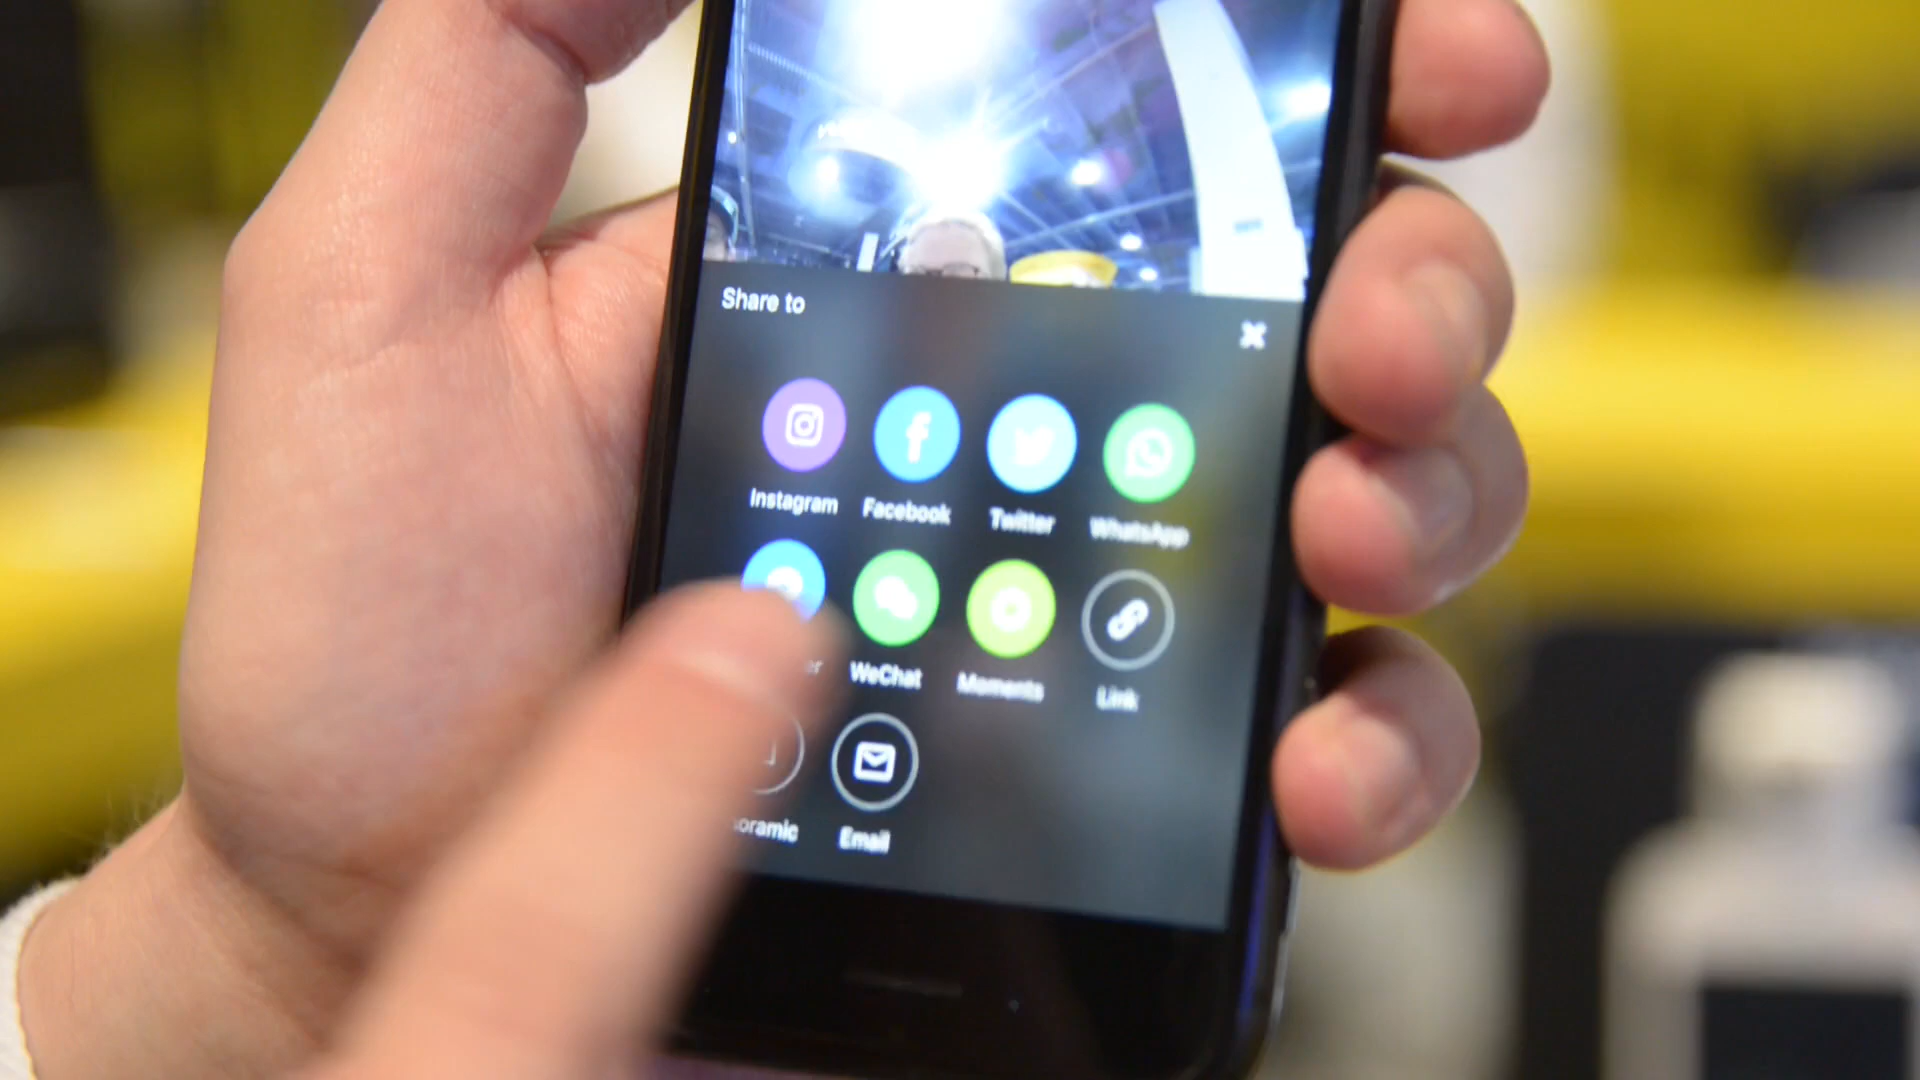 Share to
Instagram Facebook Twitter WhatsApp
WeChat Moments Link
Email